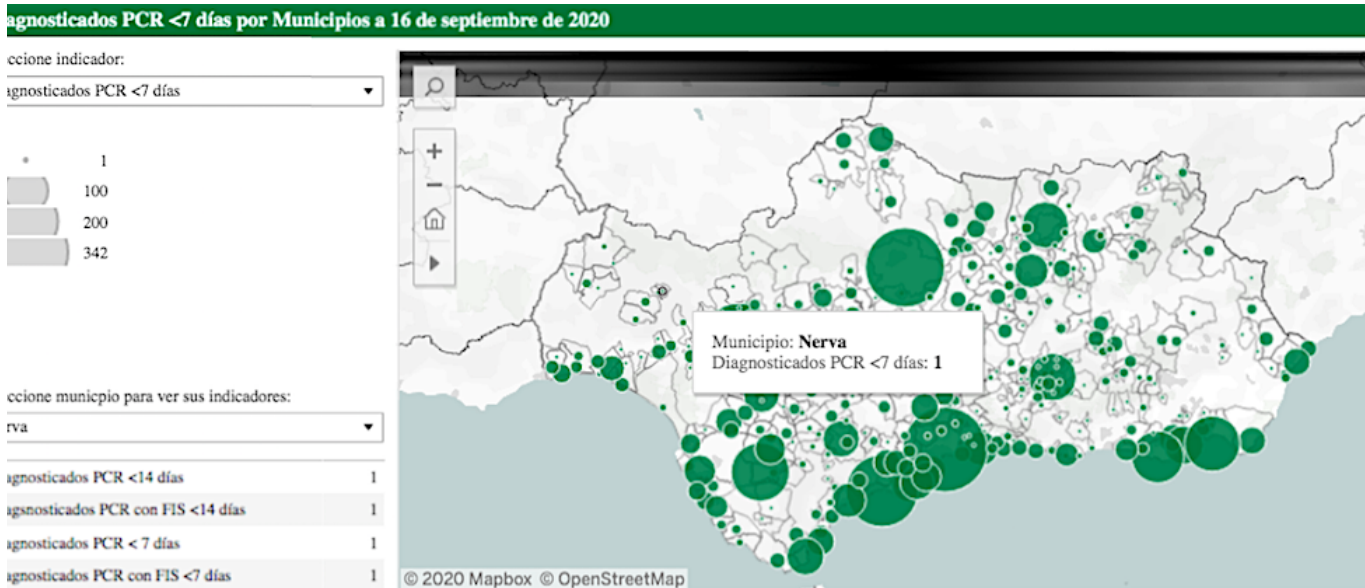 agnosticados PCR <7 días por Municipios a 16 de septiembre de 2020
ccione indicador:
agnosticados PCR <7 días
1
100
200
342
Municipio: Nerva
Diagnosticados PCR <7 días: 1
ccione municpio para ver sus indicadores:
rva
agnosticados PCR <14 días 1
agsnosticados PCR con FIS <14 días 1
agnosticados PCR < 7 días 1
agnosticados PCR con FIS <7 días 1
© 2020 Mapbox © OpenStreetMap